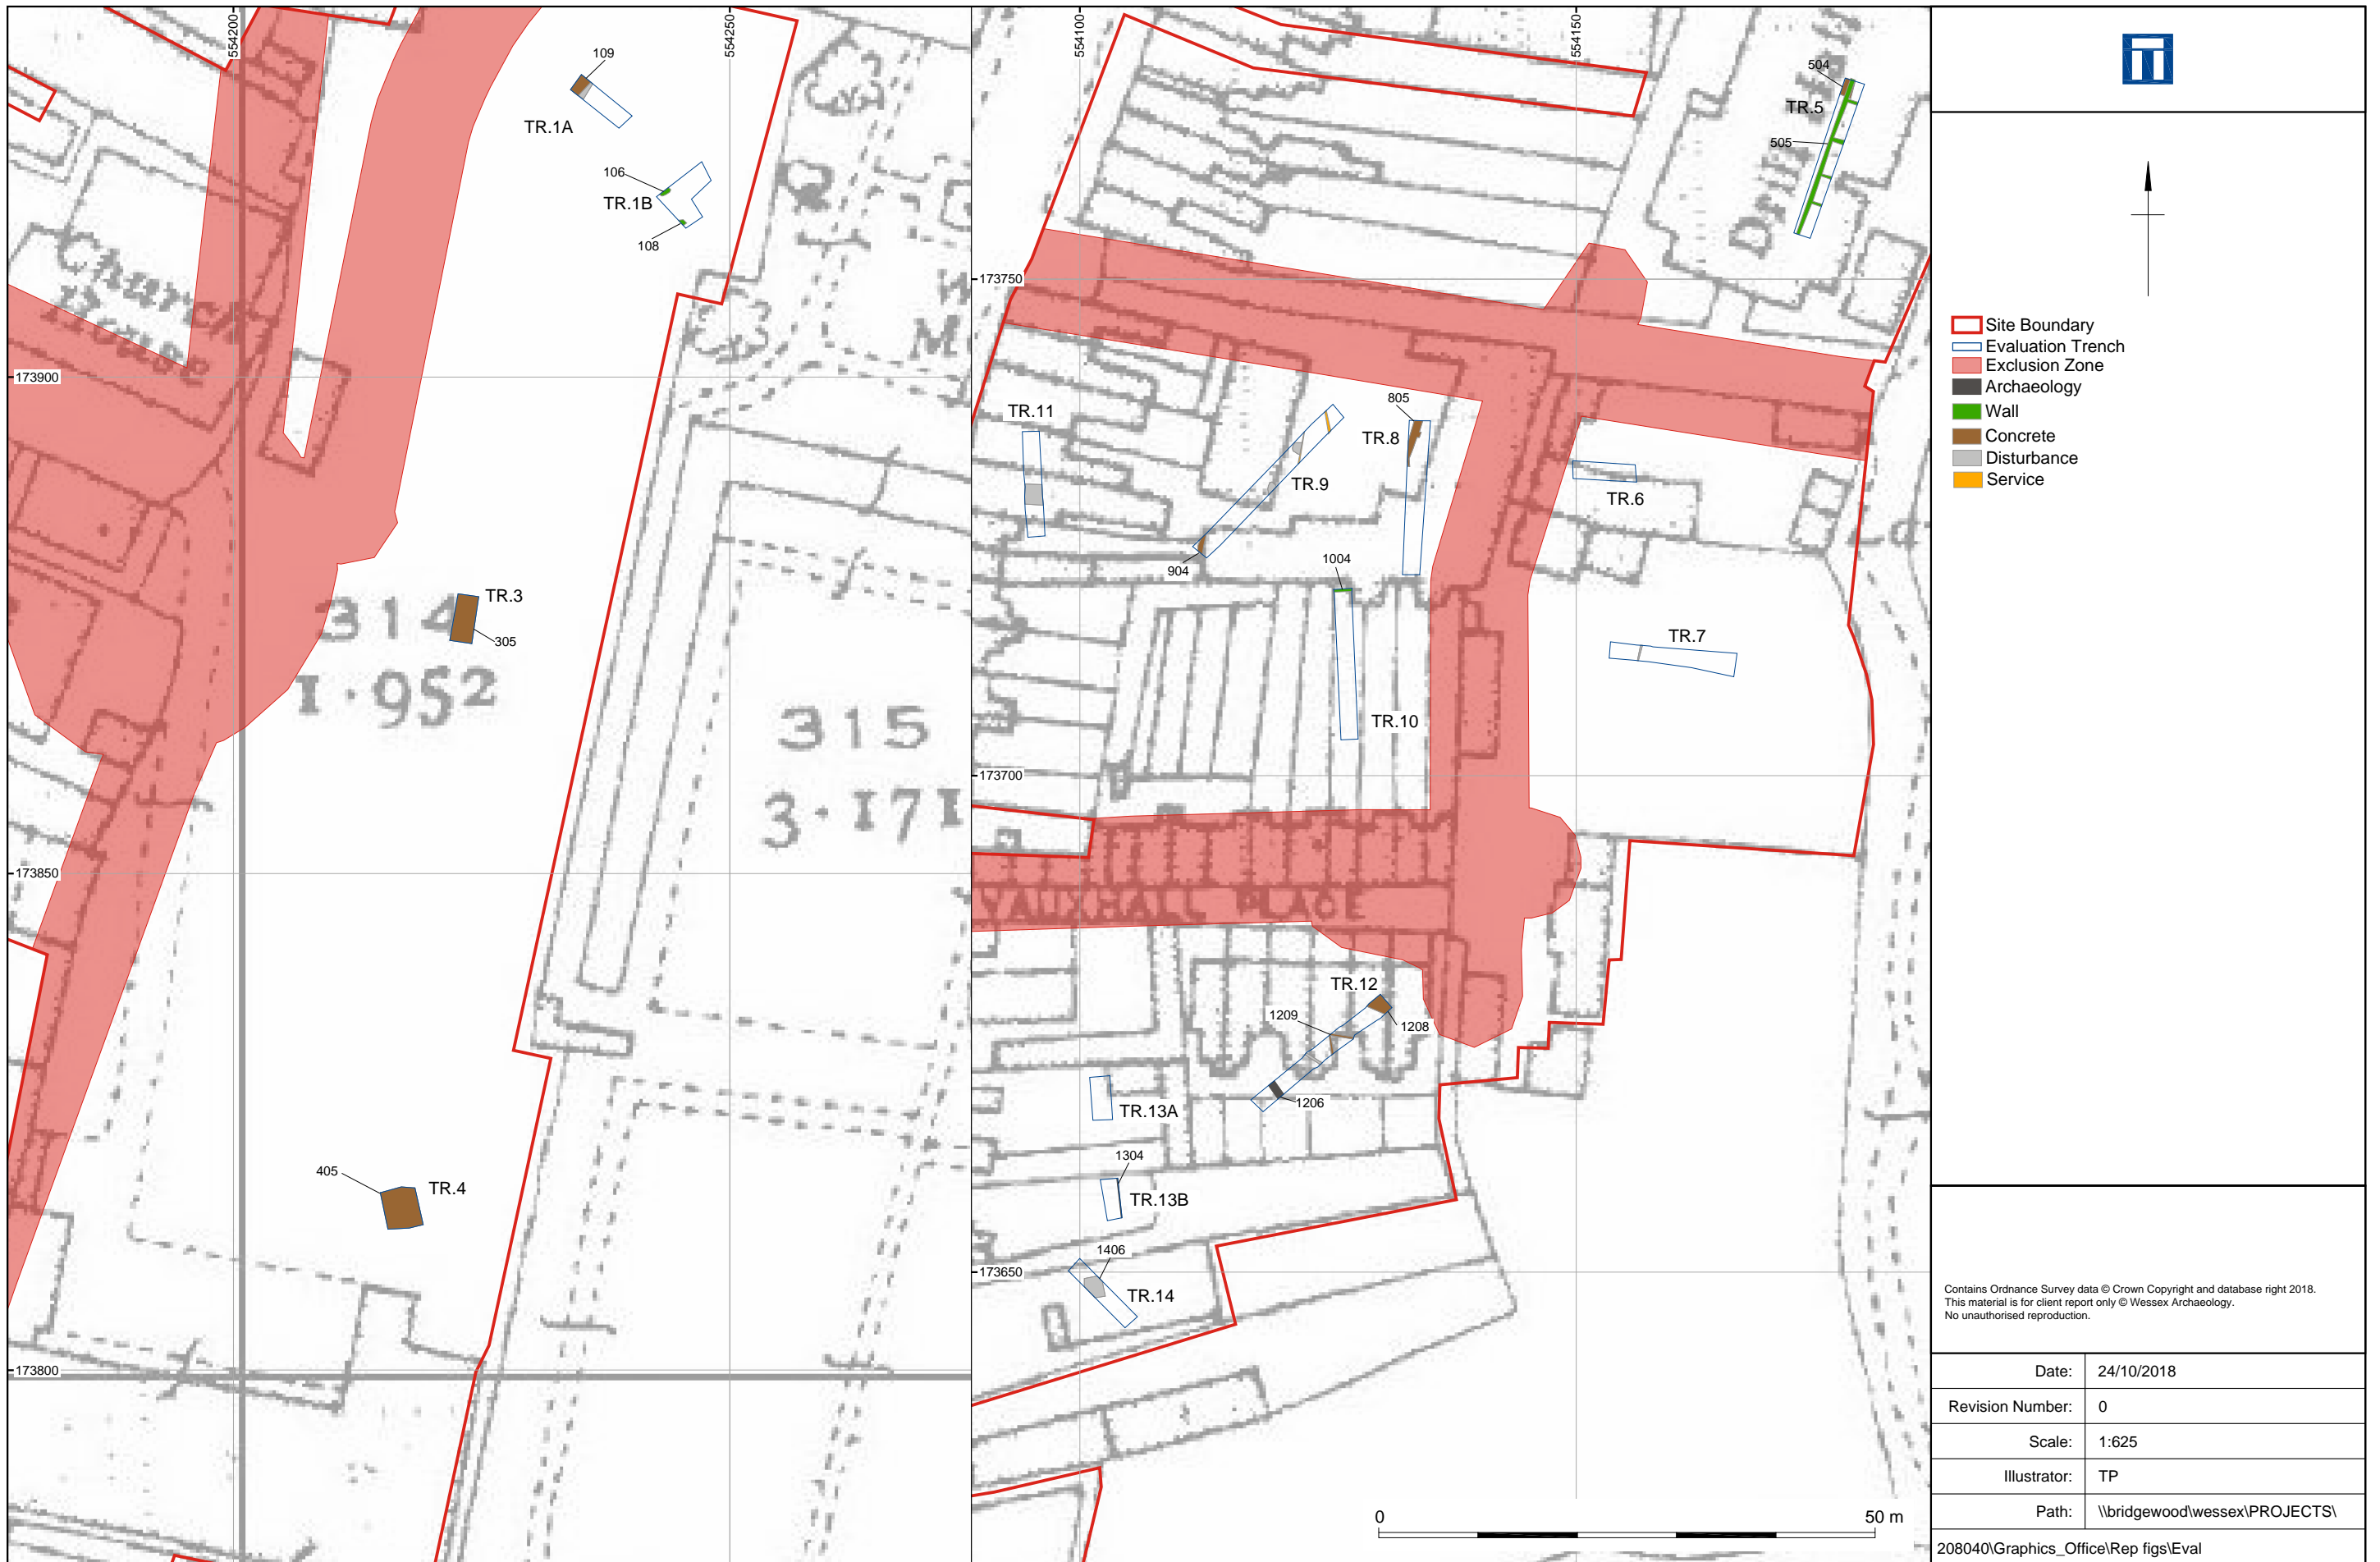 554200
554250
109
TR.1A
106
TR.1B
108
Church
House
W
M
173900
314
1·952
TR.3
305
315
3·171
173850
405
TR.4
173800
554100
554150
504
TR.5
505
Drill Hall
173750
TR.11
805
TR.8
TR.9
904
TR.6
1004
TR.7
TR.10
173700
VAUXHALL PLACE
TR.12
1209
1208
1206
TR.13A
1304
TR.13B
1406
TR.14
173650
0 50 m
Site Boundary
Evaluation Trench
Exclusion Zone
Archaeology
Wall
Concrete
Disturbance
Service
Contains Ordnance Survey data © Crown Copyright and database right 2018.
This material is for client report only © Wessex Archaeology.
No unauthorised reproduction.
Date: 24/10/2018
Revision Number: 0
Scale: 1:625
Illustrator: TP
Path: \\bridgewood\wessex\PROJECTS\
208040\Graphics_Office\Rep figs\Eval